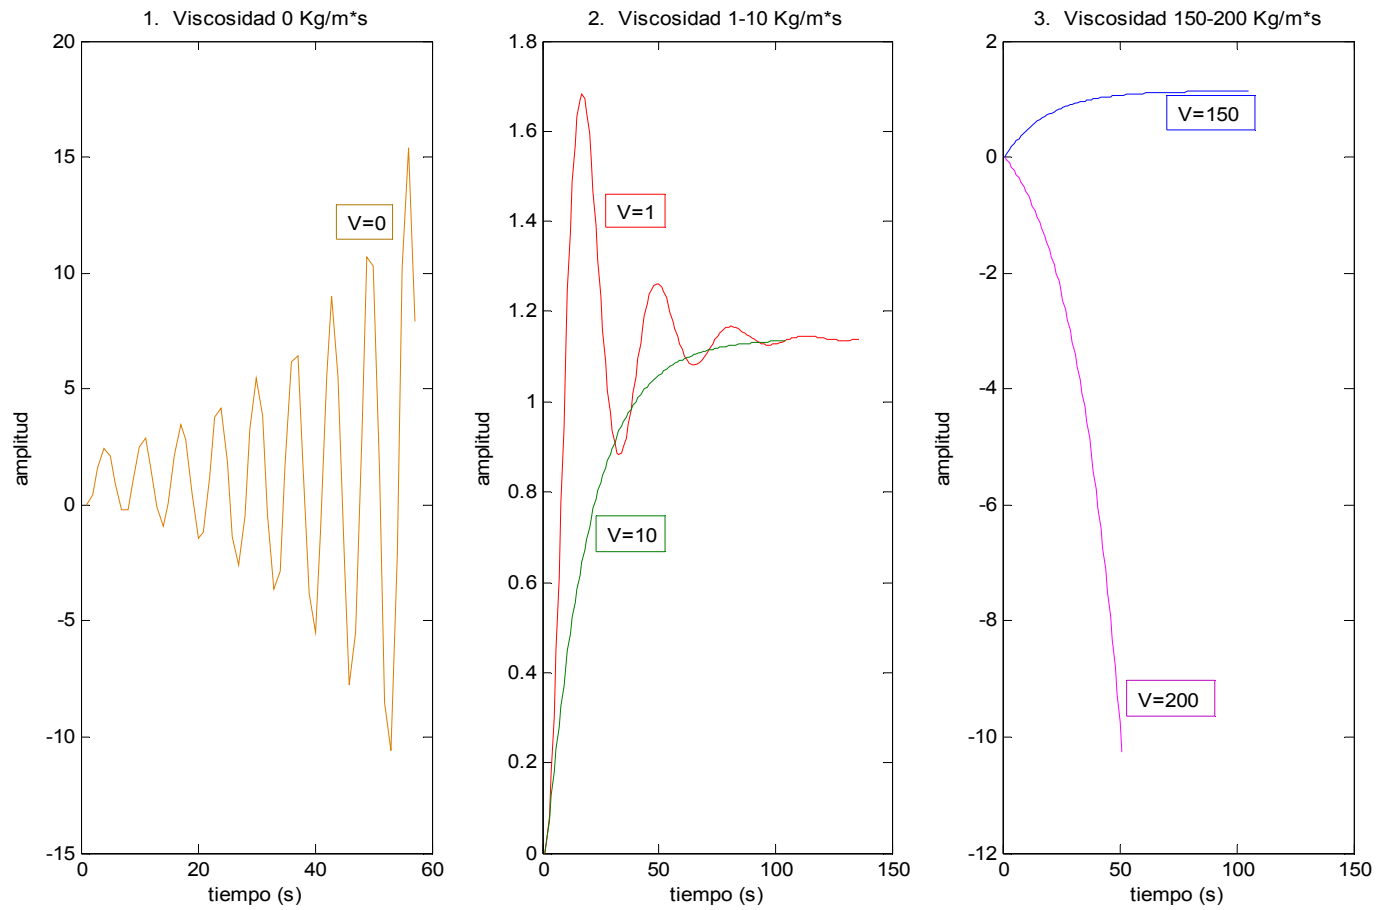 1. Viscosidad 0 Kg/m*s
20
15
10
5
0
-5
-10
-15
amplitud
V=0
0
20
40
60
tiempo (s)
2. Viscosidad 1-10 Kg/m*s
1.8
1.6
1.4
1.2
1
0.8
0.6
0.4
0.2
0
amplitud
V=1
V=10
0
50
100
150
tiempo (s)
3. Viscosidad 150-200 Kg/m*s
2
0
-2
-4
-6
-8
-10
-12
amplitud
V=150
V=200
0
50
100
150
tiempo (s)